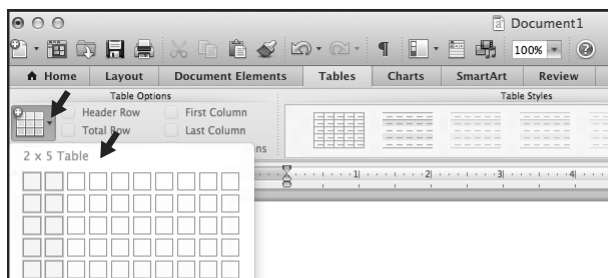 Document1
100%
Home Layout Document Elements Tables Charts SmartArt Review
Table Options Table Styles
Header Row First Column
Total Row Last Column
ns
2 x 5 Table
1 2 3 4